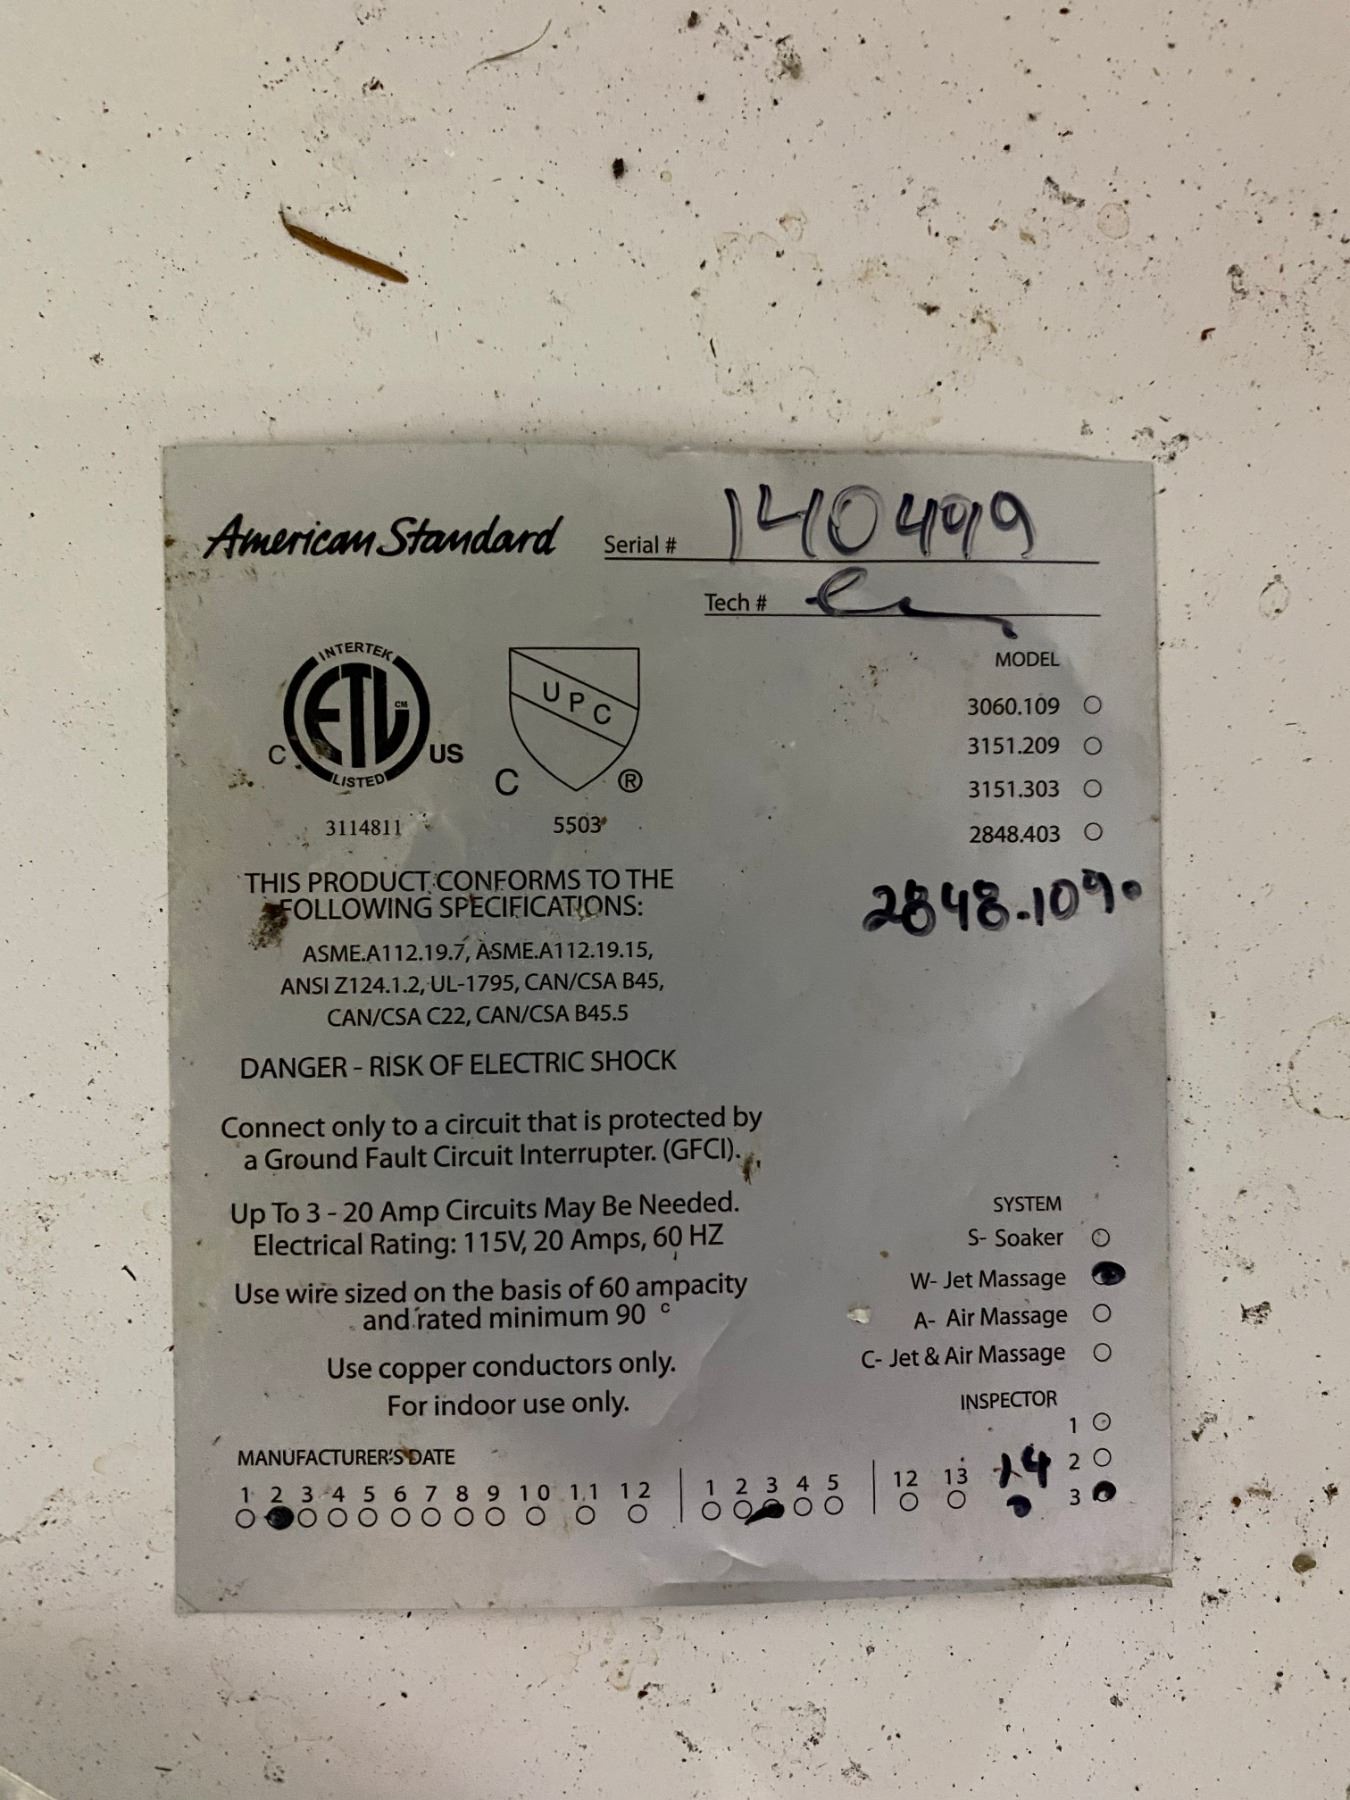 American Standard Serial # 140499
Tech #
INTERTEK
ETL CM
C US
LISTED
3114811
UPC
C ®
5503
MODEL
3060.109
3151.209
3151.303
2848.403
2848.109
THIS PRODUCT CONFORMS TO THE
FOLLOWING SPECIFICATIONS:
ASME.A112.19.7, ASME.A112.19.15,
ANSI Z124.1.2, UL-1795, CAN/CSA B45,
CAN/CSA C22, CAN/CSA B45.5
DANGER - RISK OF ELECTRIC SHOCK
Connect only to a circuit that is protected by
a Ground Fault Circuit Interrupter. (GFCI).
Up To 3 - 20 Amp Circuits May Be Needed.
Electrical Rating: 115V, 20 Amps, 60 HZ
Use wire sized on the basis of 60 ampacity
and rated minimum 90 c
Use copper conductors only.
For indoor use only.
SYSTEM
S- Soaker
W- Jet Massage
A- Air Massage
C- Jet & Air Massage
INSPECTOR
1
2
3
MANUFACTURER'S DATE
1 2 3 4 5 6 7 8 9 10 11 12 1 2 3 4 5 12 13 14